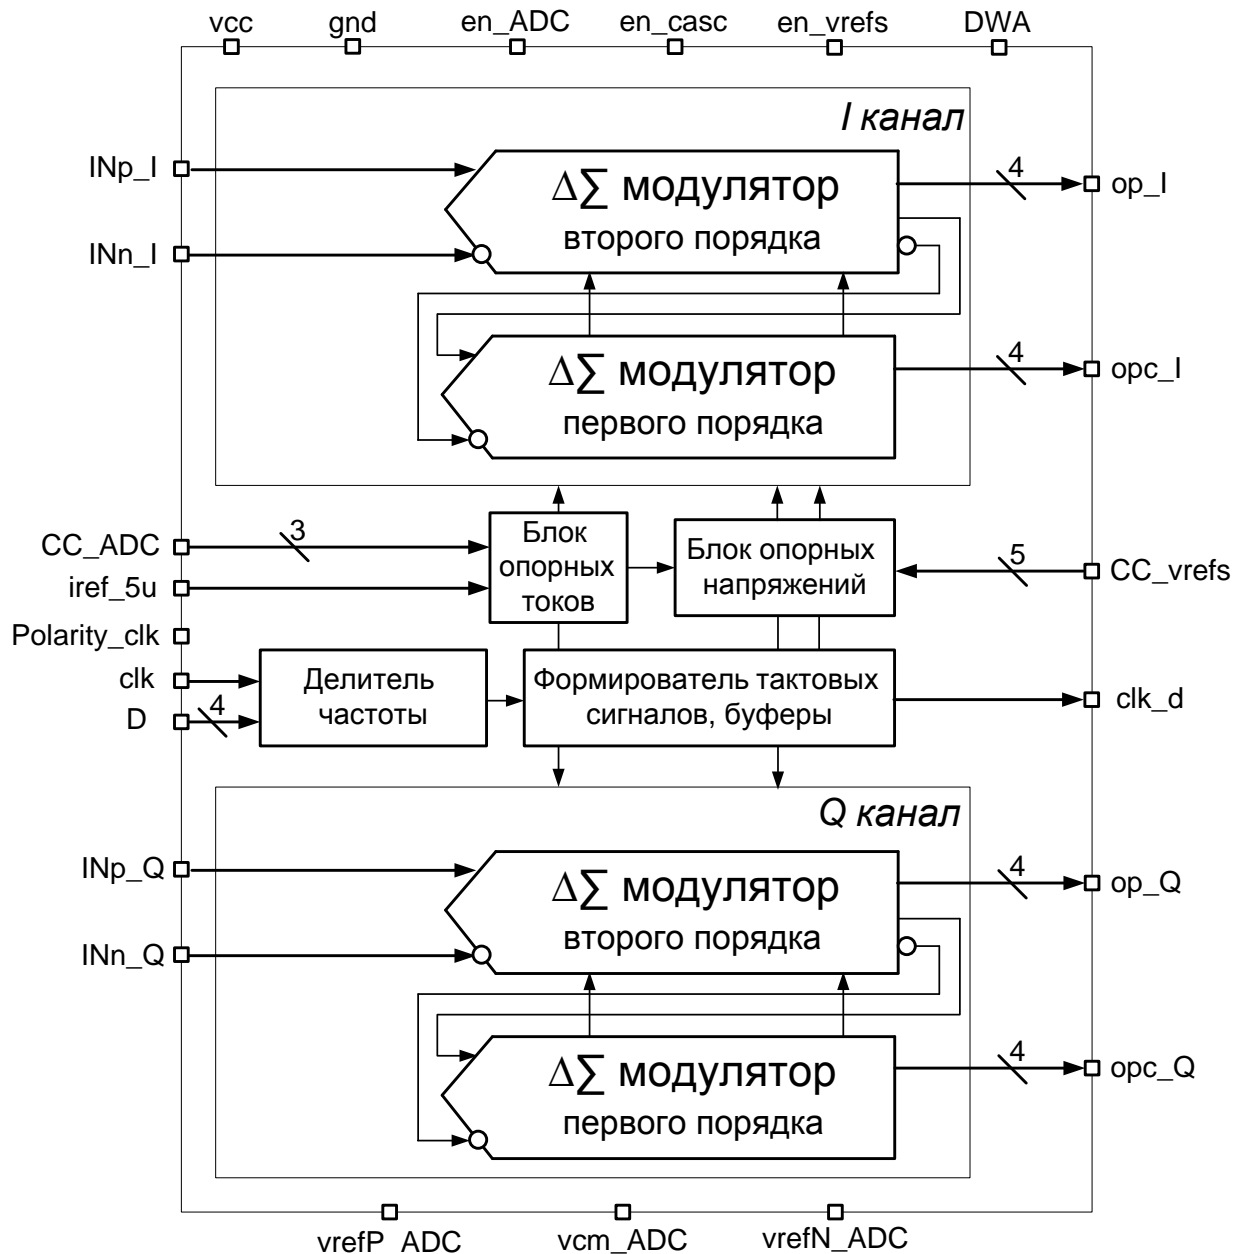 vcc gnd en_ADC en_casc en_vrefs DWA
I канал
INp_I
ΔΣ модулятор
4
op_I
второго порядка
INn_I
ΔΣ модулятор
4
opc_I
первого порядка
CC_ADC
3
Блок
опорных
токов
Блок опорных
напряжений
5
CC_vrefs
iref_5u
Polarity_clk
clk
D
4
Делитель
частоты
Формирователь тактовых
сигналов, буферы
clk_d
Q канал
INp_Q
ΔΣ модулятор
4
op_Q
второго порядка
INn_Q
ΔΣ модулятор
4
opc_Q
первого порядка
vrefP_ADC vcm_ADC vrefN_ADC